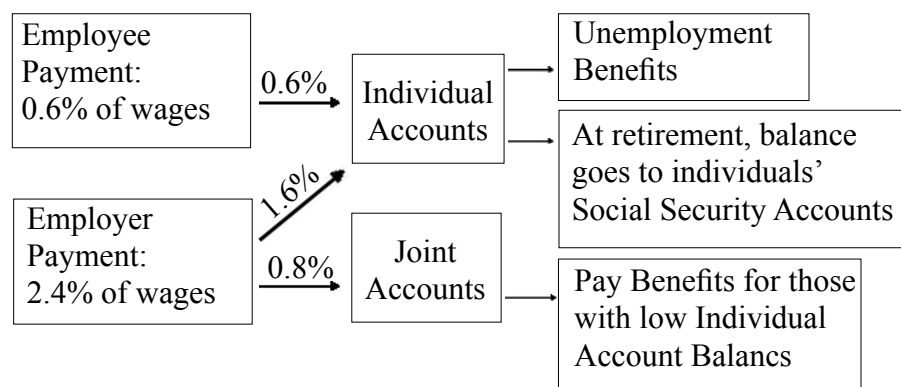 Employee
Payment:
0.6% of wages
0.6%
Individual
Accounts
Unemployment
Benefits
At retirement, balance
goes to individuals’
Social Security Accounts
Employer
Payment:
2.4% of wages
1.6%
0.8%
Joint
Accounts
Pay Benefits for those
with low Individual
Account Balancs